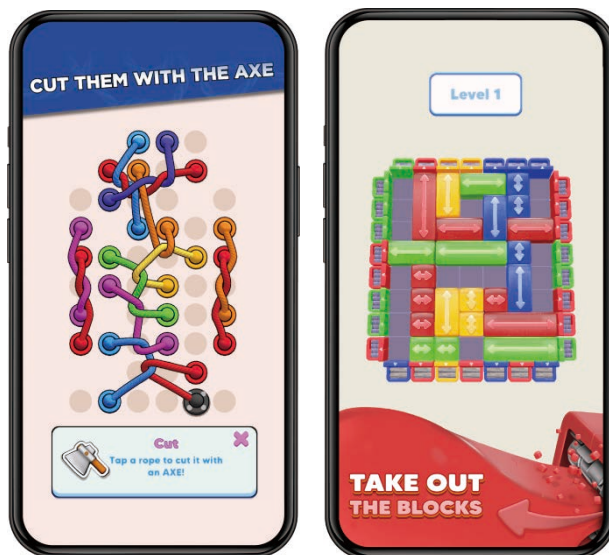 CUT THEM WITH THE AXE
Cut
Tap a rope to cut it with
an AXE!
Level 1
TAKE OUT
THE BLOCKS